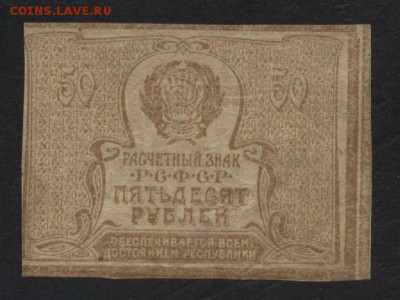 COINS.LAVE.RU
50 50
РАСЧЕТНЫЙ ЗНАК
Р.С.Ф.С.Р.
ПЯТЬДЕСЯТ
РУБЛЕЙ
ОБЕСПЕЧИВАЕТСЯ ВСЕМ
ДОСТОЯНИЕМ РЕСПУБЛИКИ